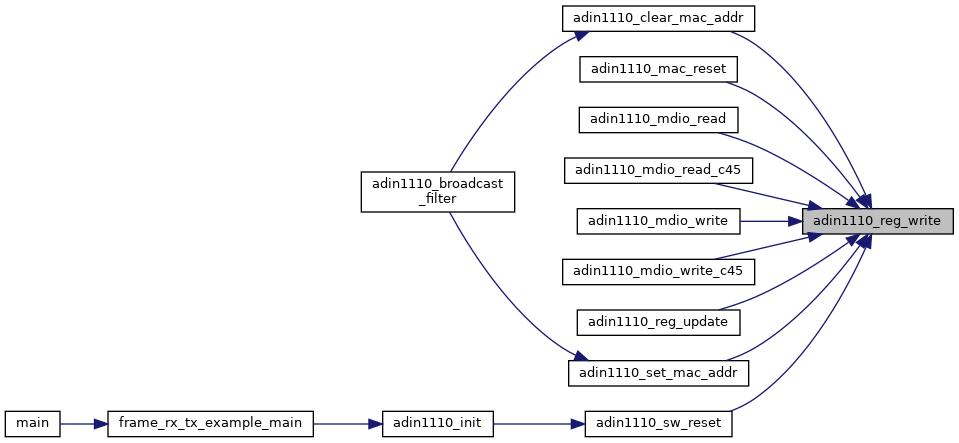 adin1110_clear_mac_addr
adin1110_mac_reset
adin1110_mdio_read
adin1110_mdio_read_c45
adin1110_broadcast
_filter
adin1110_mdio_write
adin1110_reg_write
adin1110_mdio_write_c45
adin1110_reg_update
adin1110_set_mac_addr
main
frame_rx_tx_example_main
adin1110_init
adin1110_sw_reset